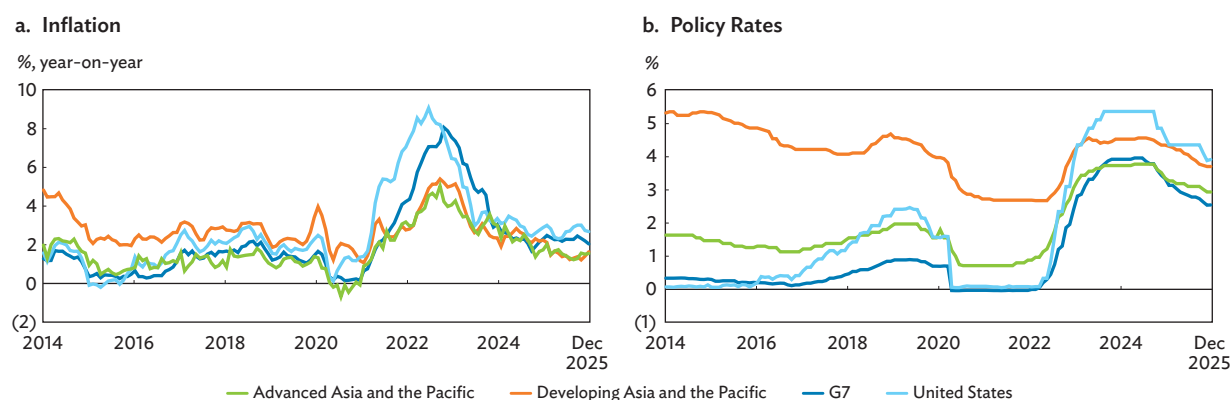 a. Inflation
%, year-on-year
10
8
6
4
2
0
(2)
2014 2016 2018 2020 2022 2024 Dec 2025
b. Policy Rates
%
6
5
4
3
2
1
0
(1)
2014 2016 2018 2020 2022 2024 Dec 2025
Advanced Asia and the Pacific Developing Asia and the Pacific G7 United States